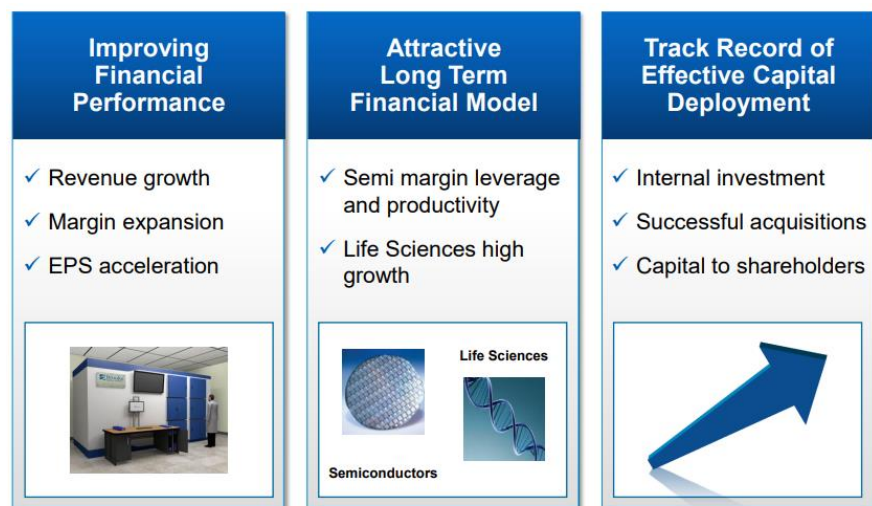 Improving
Financial
Performance
Revenue growth
Margin expansion
EPS acceleration
Attractive
Long Term
Financial Model
Semi margin leverage
and productivity
Life Sciences high
growth
Life Sciences
Semiconductors
Track Record of
Effective Capital
Deployment
Internal investment
Successful acquisitions
Capital to shareholders